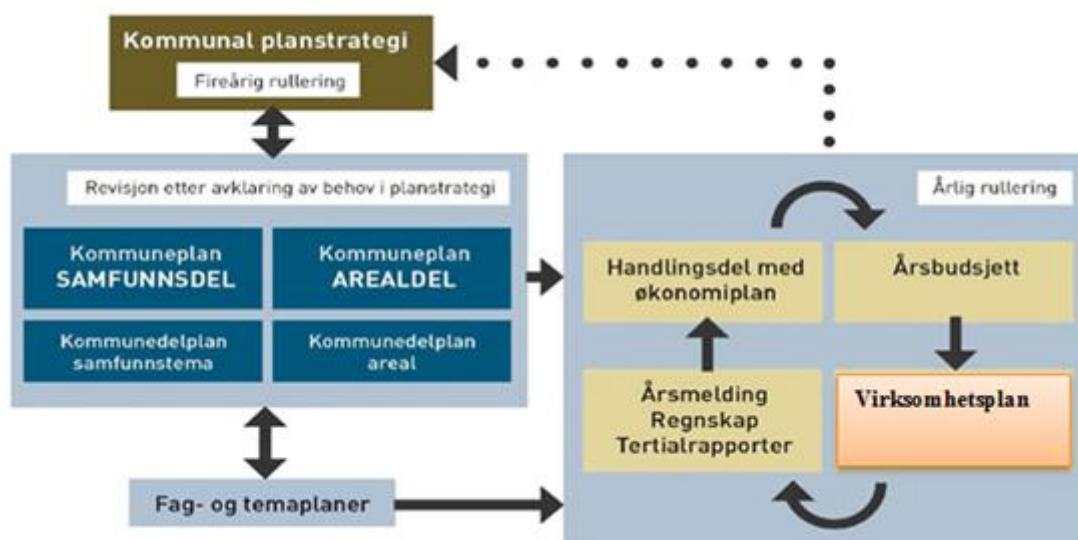 Kommunal planstrategi
Fireårig rullering
Revisjon etter avklaring av behov i planstrategi
Kommuneplan
SAMFUNNSDEL
Kommuneplan
AREALDEL
Kommunedelplan
samfunnstema
Kommunedelplan
areal
Fag- og temaplaner
Årlig rullering
Handlingsdel med
økonomiplan
Årsbudsjett
Årsmelding
Regnskap
Tertialrapporter
Virksomhetsplan